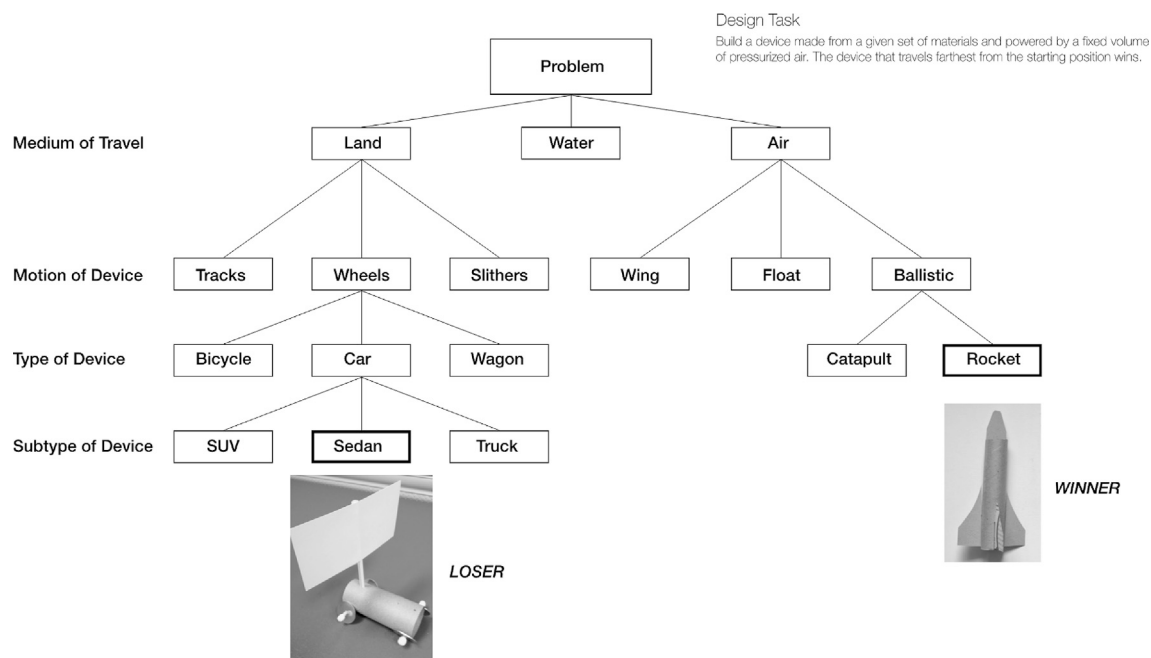 Design Task
Build a device made from a given set of materials and powered by a fixed volume
of pressurized air. The device that travels farthest from the starting position wins.
Problem
Medium of Travel
Land
Water
Air
Motion of Device
Tracks
Wheels
Slithers
Wing
Float
Ballistic
Type of Device
Bicycle
Car
Wagon
Catapult
Rocket
Subtype of Device
SUV
Sedan
Truck
WINNER
LOSER